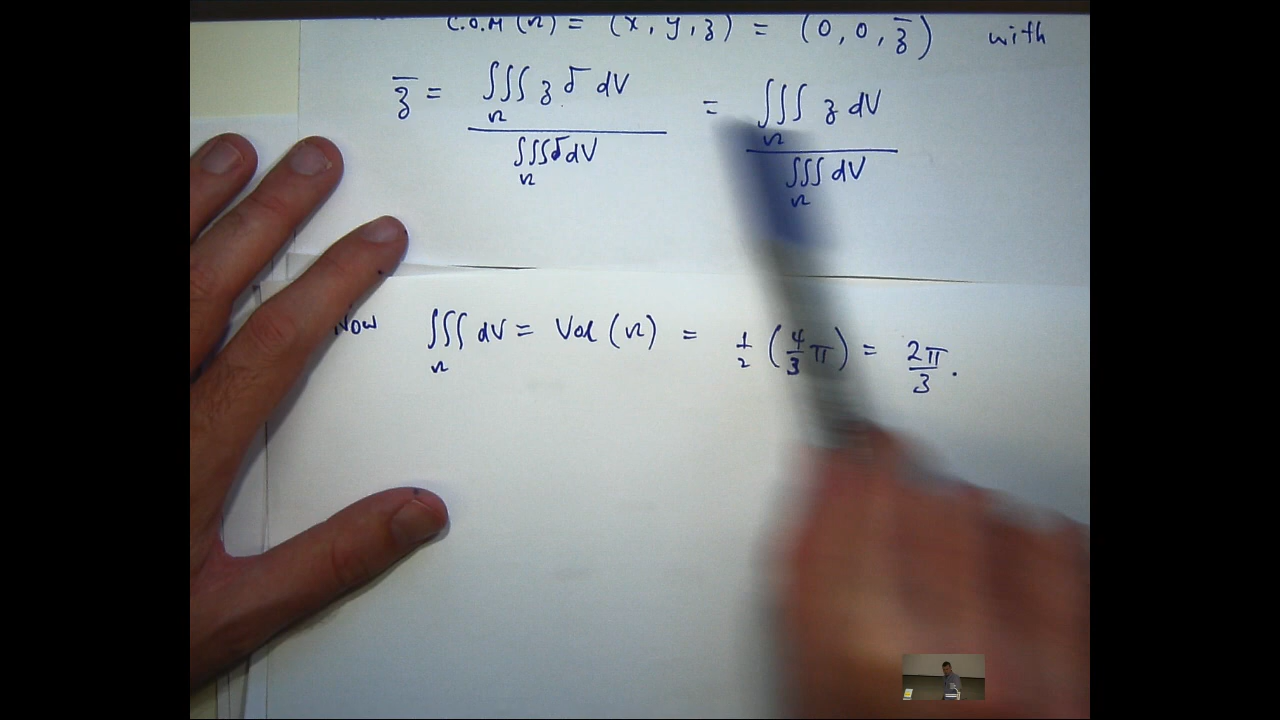 C.O.M (Ω) = (x, y, z) = (0, 0, z̄) with
z̄ = ∭_Ω z δ dV / ∭_Ω δ dV = ∭_Ω z dV / ∭_Ω dV
Now ∭_Ω dV = Vol (Ω) = 1/2 (4/3 π) = 2π/3.